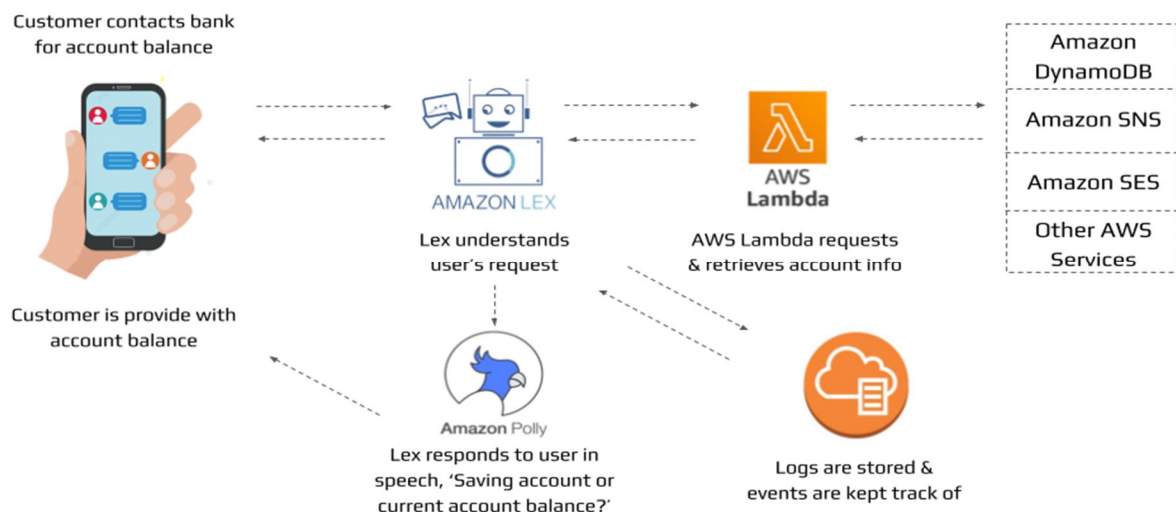 Customer contacts bank
for account balance
AMAZON LEX
Lex understands
user's request
AWS
Lambda
AWS Lambda requests
& retrieves account info
Amazon
DynamoDB
Amazon SNS
Amazon SES
Other AWS
Services
Customer is provide with
account balance
Amazon Polly
Lex responds to user in
speech, ‘Saving account or
current account balance?’
Logs are stored &
events are kept track of